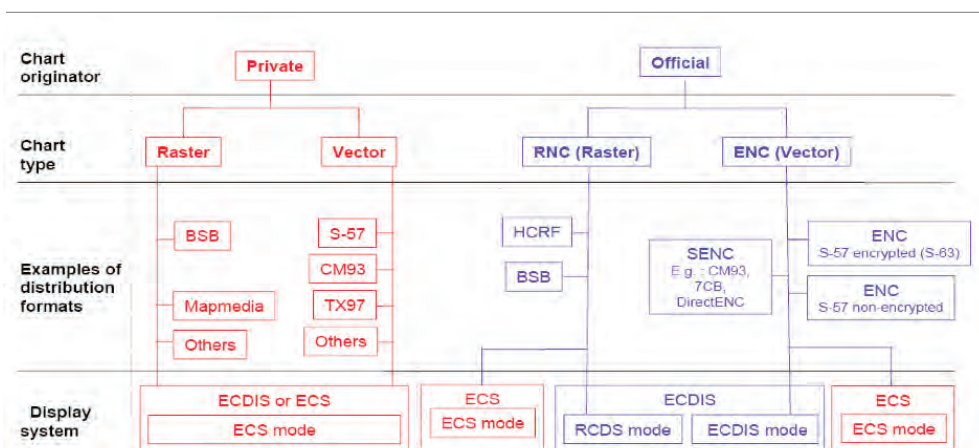 Chart
originator
Private
Official
Chart
type
Raster
Vector
RNC (Raster)
ENC (Vector)
Examples of
distribution
formats
BSB
Mapmedia
Others
S-57
CM93
TX97
Others
HCRF
BSB
SENC
E.g.: CM93,
7CB,
DirectENC
ENC
S-57 encrypted (S-63)
ENC
S-57 non-encrypted
Display
system
ECDIS or ECS
ECS mode
ECS
ECS mode
ECDIS
RCDS mode
ECDIS mode
ECS
ECS mode